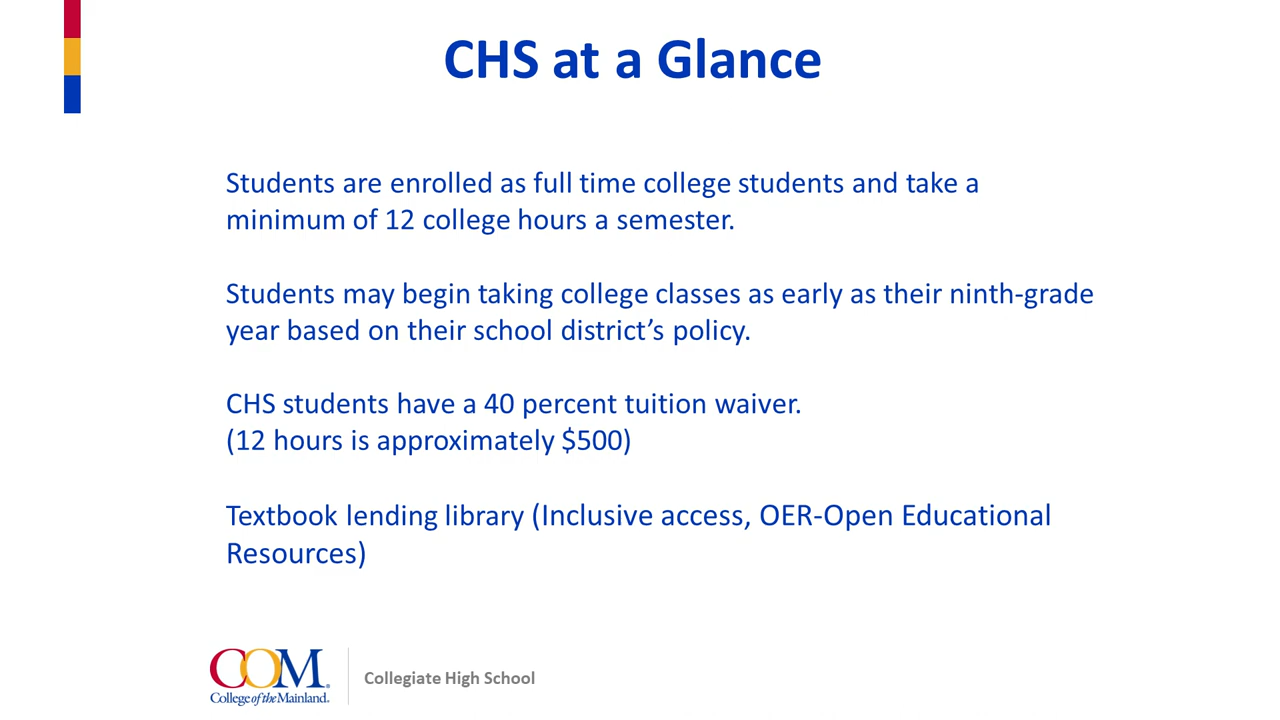 CHS at a Glance
Students are enrolled as full time college students and take a
minimum of 12 college hours a semester.
Students may begin taking college classes as early as their ninth-grade
year based on their school district’s policy.
CHS students have a 40 percent tuition waiver.
(12 hours is approximately $500)
Textbook lending library (Inclusive access, OER-Open Educational
Resources)
COM®
College of the Mainland®
Collegiate High School